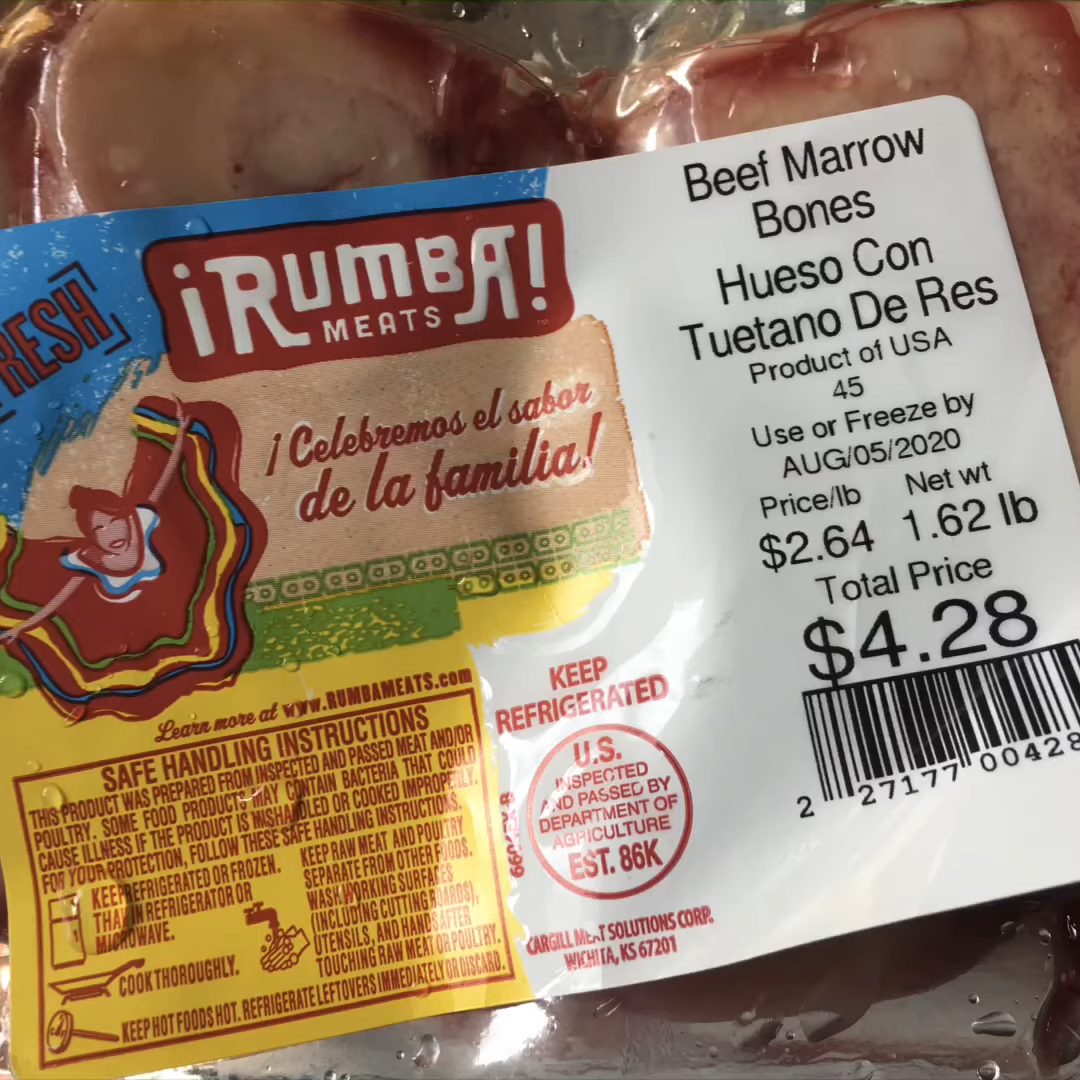 RESH
¡RUMBA!
MEATS
¡Celebremos el sabor
de la familia!
Learn more at www.RUMBAMEATS.com
SAFE HANDLING INSTRUCTIONS
THIS PRODUCT WAS PREPARED FROM INSPECTED AND PASSED MEAT AND/OR
POULTRY. SOME FOOD PRODUCTS MAY CONTAIN BACTERIA THAT COULD
CAUSE ILLNESS IF THE PRODUCT IS MISHANDLED OR COOKED IMPROPERLY.
FOR YOUR PROTECTION, FOLLOW THESE SAFE HANDLING INSTRUCTIONS.
KEEP REFRIGERATED OR FROZEN.
THAW IN REFRIGERATOR OR
MICROWAVE.
KEEP RAW MEAT AND POULTRY
SEPARATE FROM OTHER FOODS.
WASH WORKING SURFACES
(INCLUDING CUTTING BOARDS),
UTENSILS, AND HANDS AFTER
TOUCHING RAW MEAT OR POULTRY.
COOK THOROUGHLY.
KEEP HOT FOODS HOT. REFRIGERATE LEFTOVERS IMMEDIATELY OR DISCARD.
KEEP
REFRIGERATED
U.S.
INSPECTED
AND PASSED BY
DEPARTMENT OF
AGRICULTURE
EST. 86K
CARGILL MEAT SOLUTIONS CORP.
WICHITA, KS 67201
Beef Marrow
Bones
Hueso Con
Tuetano De Res
Product of USA
45
Use or Freeze by
AUG/05/2020
Price/lb Net wt
$2.64 1.62 lb
Total Price
$4.28
2 27177 00428